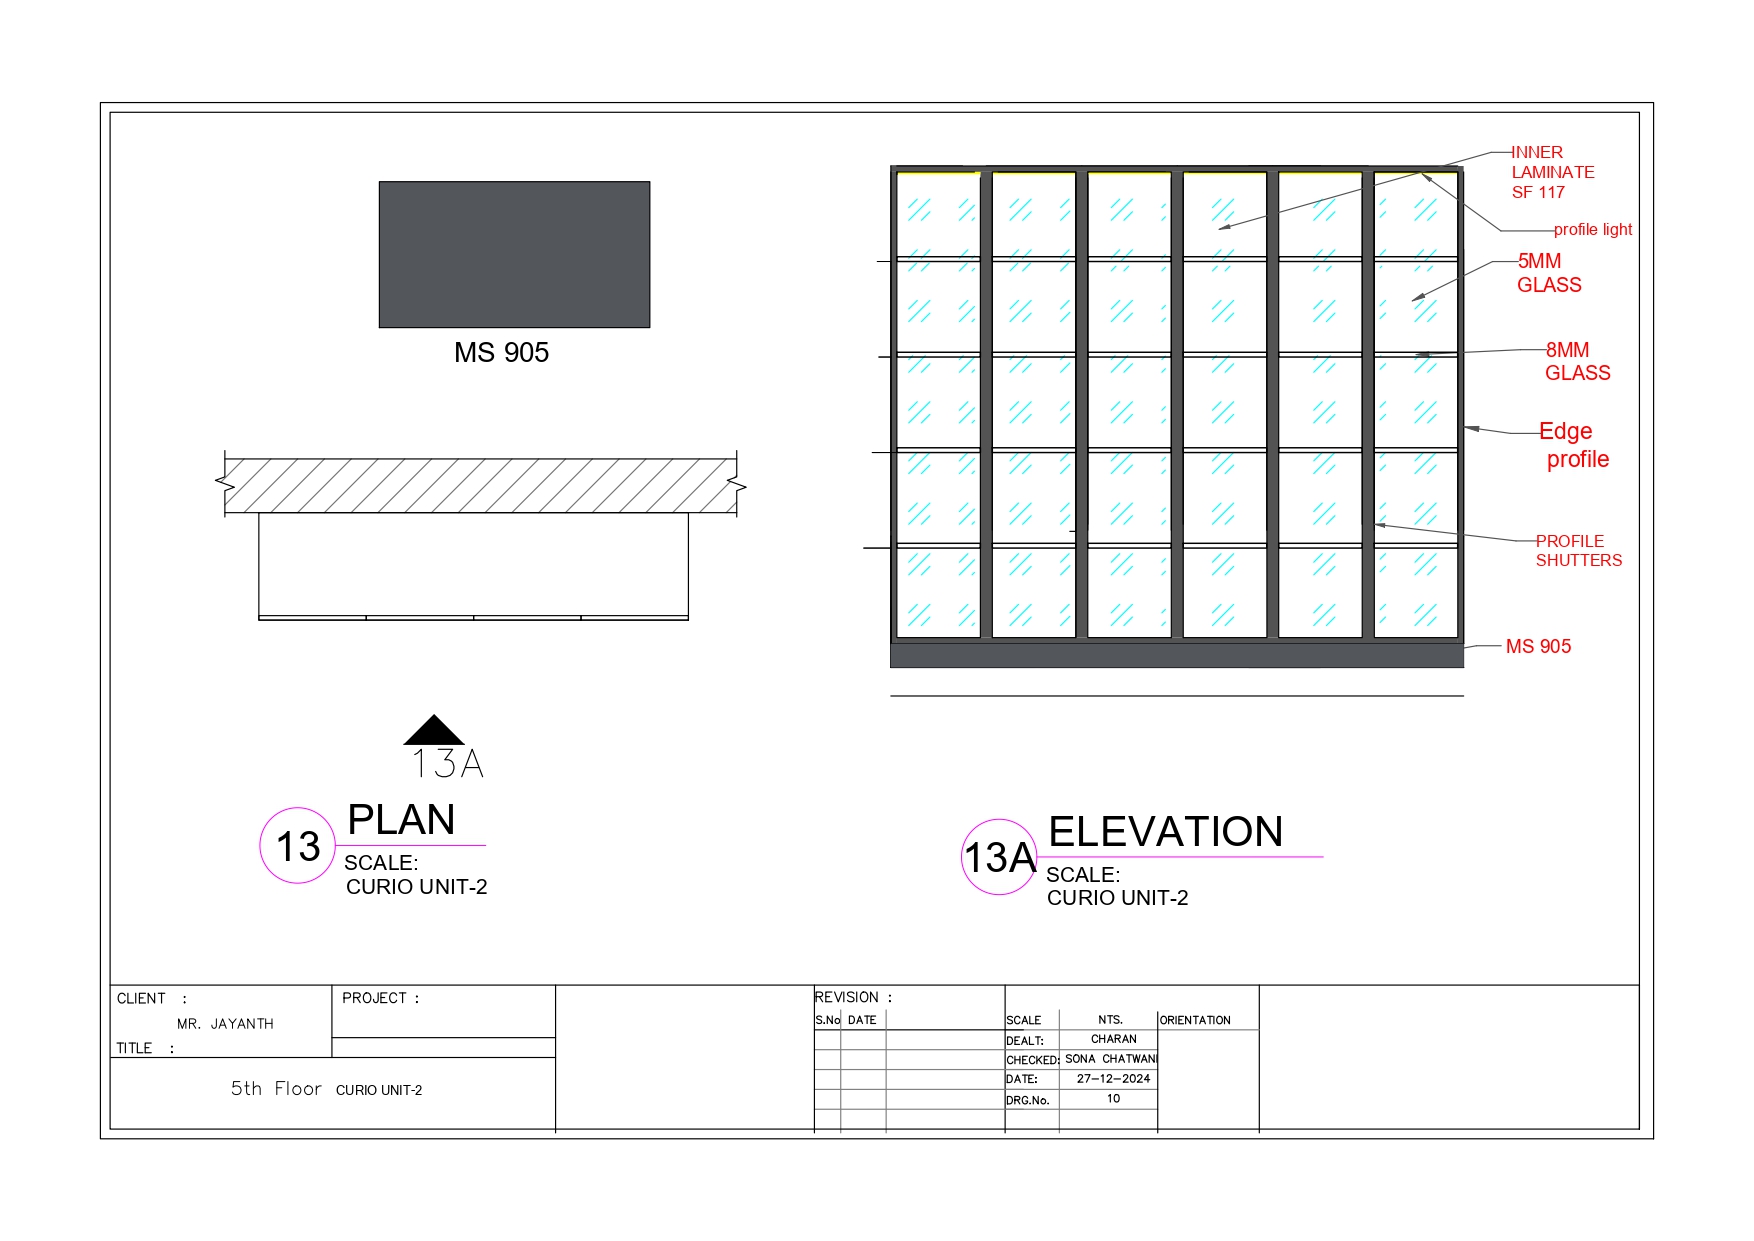 MS 905
13A
13
PLAN
SCALE:
CURIO UNIT-2
INNER
LAMINATE
SF 117
profile light
5MM
GLASS
8MM
GLASS
Edge
profile
PROFILE
SHUTTERS
MS 905
13A
ELEVATION
SCALE:
CURIO UNIT-2
CLIENT :
MR. JAYANTH
TITLE :
5th Floor CURIO UNIT-2
PROJECT :
REVISION :
S.No DATE
SCALE NTS.
DEALT: CHARAN
CHECKED: SONA CHATWANI
DATE: 27-12-2024
DRG.No. 10
ORIENTATION